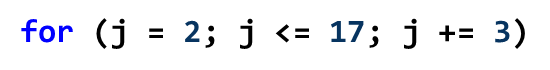 for (j = 2; j <= 17; j += 3)